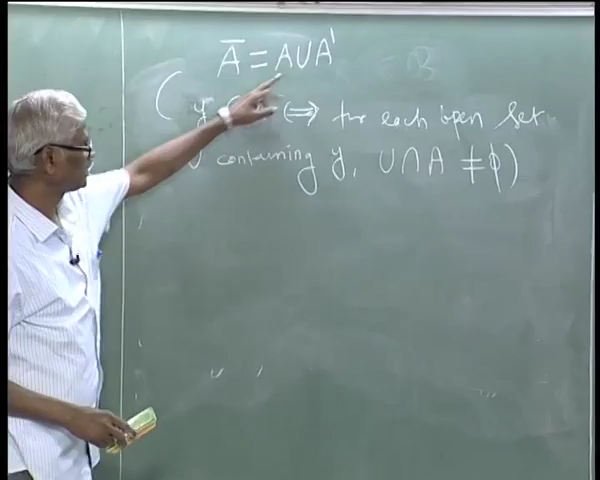 A̅ = A ∪ A'
( y ⟺ for each open set
containing y, U ∩ A ≠ ϕ )